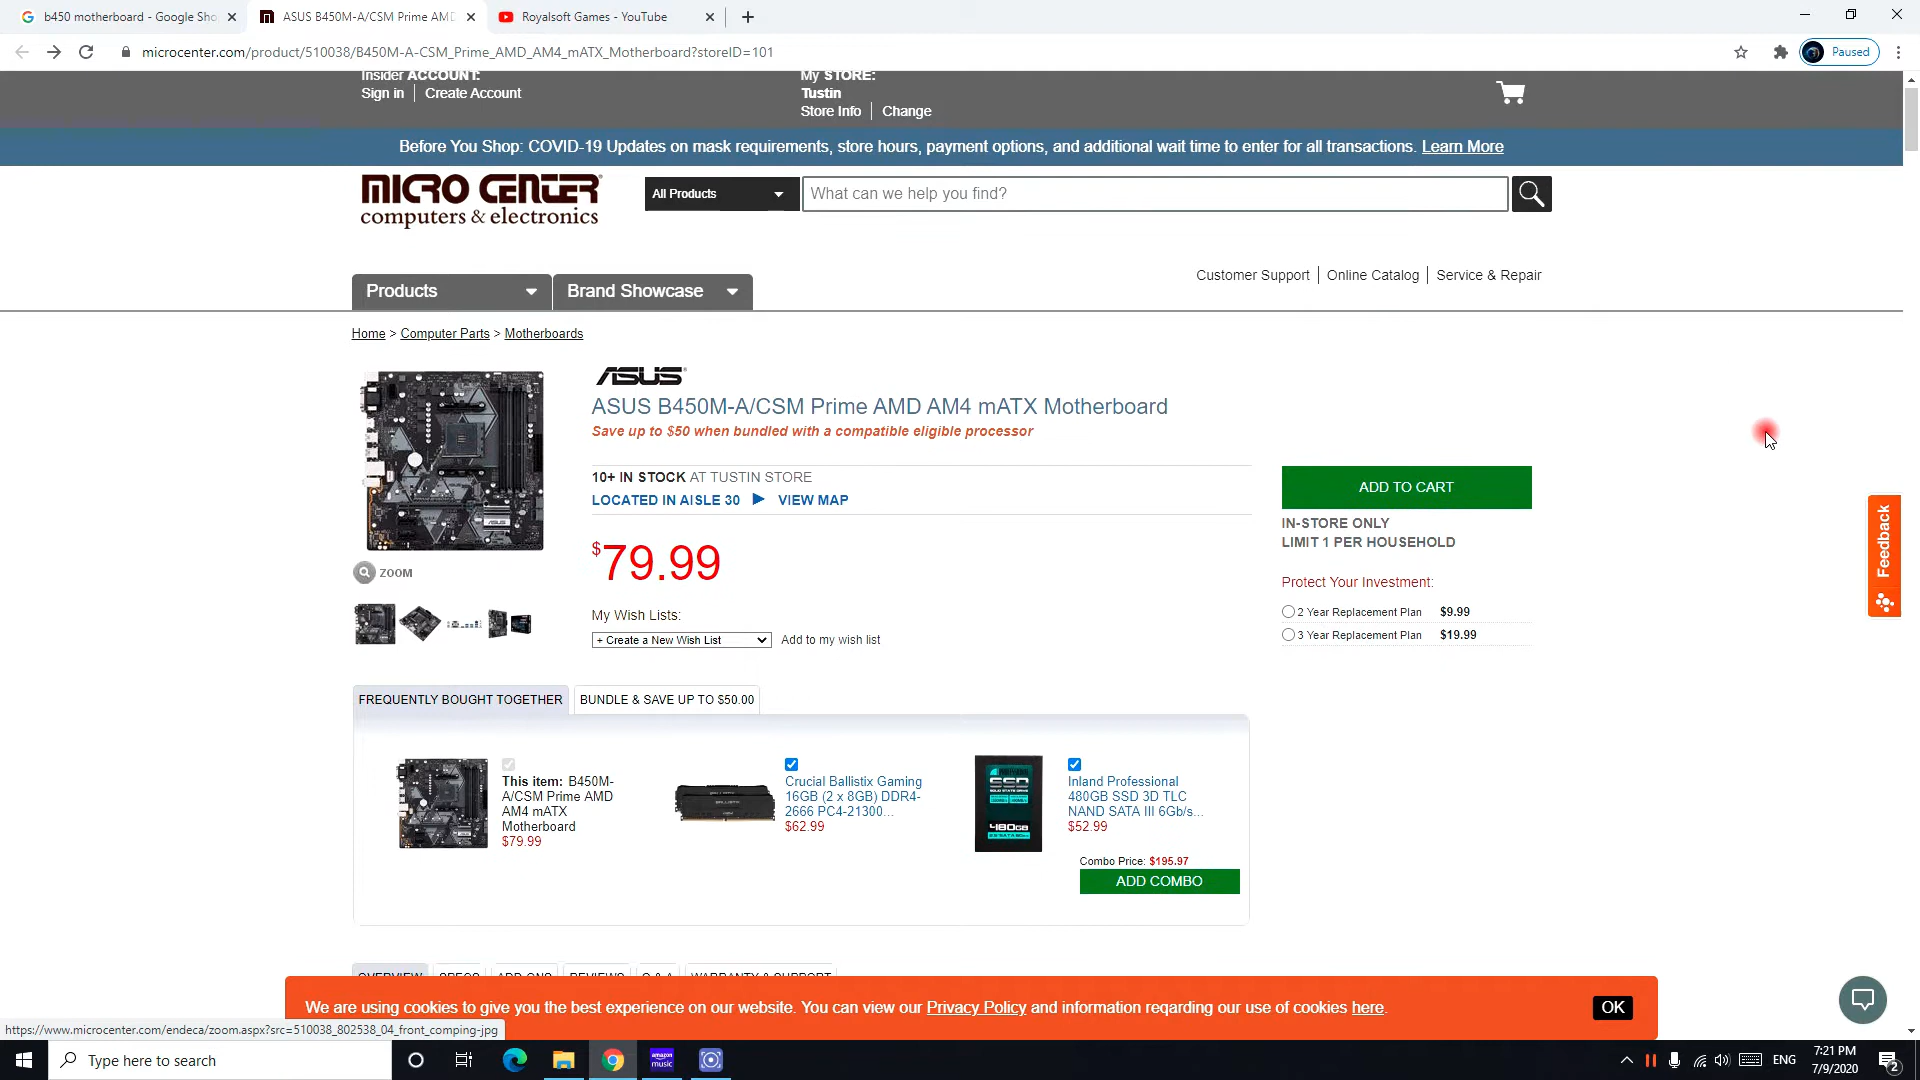 b450 motherboard - Google Sho
ASUS B450M-A/CSM Prime AMD
Royalsoft Games - YouTube
microcenter.com/product/510038/B450M-A-CSM_Prime_AMD_AM4_mATX_Motherboard?storeID=101
Paused
Insider ACCOUNT:
Sign in
Create Account
My STORE:
Tustin
Store Info
Change
Before You Shop: COVID-19 Updates on mask requirements, store hours, payment options, and additional wait time to enter for all transactions. Learn More
MICRO CENTER
computers & electronics
All Products
What can we help you find?
Products
Brand Showcase
Customer Support
Online Catalog
Service & Repair
Home > Computer Parts > Motherboards
ASUS
ASUS B450M-A/CSM Prime AMD AM4 mATX Motherboard
Save up to $50 when bundled with a compatible eligible processor
10+ IN STOCK AT TUSTIN STORE
LOCATED IN AISLE 30 VIEW MAP
$79.99
ZOOM
My Wish Lists:
+ Create a New Wish List
Add to my wish list
ADD TO CART
IN-STORE ONLY
LIMIT 1 PER HOUSEHOLD
Protect Your Investment:
2 Year Replacement Plan $9.99
3 Year Replacement Plan $19.99
Feedback
FREQUENTLY BOUGHT TOGETHER
BUNDLE & SAVE UP TO $50.00
This item: B450M-
A/CSM Prime AMD
AM4 mATX
Motherboard
$79.99
Crucial Ballistix Gaming
16GB (2 x 8GB) DDR4-
2666 PC4-21300...
$62.99
SSD
480GB
Inland Professional
480GB SSD 3D TLC
NAND SATA III 6Gb/s...
$52.99
Combo Price: $195.97
ADD COMBO
OVERVIEW
SPECS
ADD-ONS
REVIEWS
Q & A
WARRANTY & SUPPORT
We are using cookies to give you the best experience on our website. You can view our Privacy Policy and information regarding our use of cookies here.
OK
https://www.microcenter.com/endeca/zoom.aspx?src=510038_802538_04_front_comping-jpg
Type here to search
amazon
music
ENG
7:21 PM
7/9/2020
2